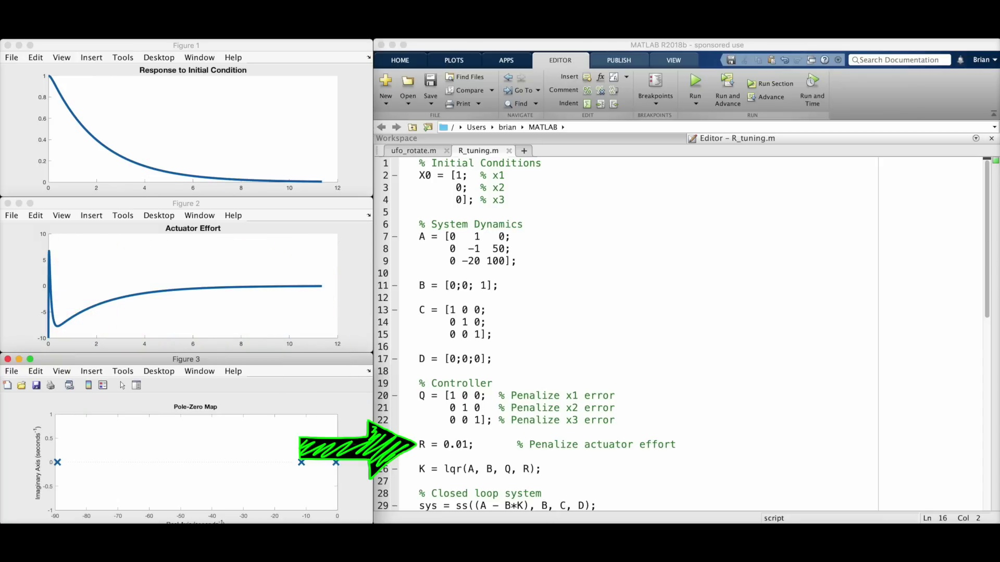 Figure 1
File Edit View Insert Tools Desktop Window Help
Response to Initial Condition
1
0.8
0.6
0.4
0.2
0
0 2 4 6 8 10 12
Figure 2
File Edit View Insert Tools Desktop Window Help
Actuator Effort
10
5
0
-5
-10
0 2 4 6 8 10 12
Figure 3
File Edit View Insert Tools Desktop Window Help
Pole-Zero Map
Imaginary Axis (seconds⁻¹)
1
0.5
0
-0.5
-1
-90 -80 -70 -60 -50 -40 -30 -20 -10 0
MATLAB R2018b - sponsored use
HOME PLOTS APPS EDITOR PUBLISH VIEW
Search Documentation
Brian
New Open Save
Find Files
Compare
Print
FILE
Go To
Find
NAVIGATE
Insert fx
Comment
Indent
EDIT
Breakpoints
BREAKPOINTS
Run
Run and Advance
Run Section
Advance
Run and Time
RUN
/ Users brian MATLAB
Workspace
Editor – R_tuning.m
ufo_rotate.m R_tuning.m +
1 % Initial Conditions
2 – X0 = [1; % x1
3 0; % x2
4 0]; % x3
5
6 % System Dynamics
7 – A = [0 1 0;
8 0 -1 50;
9 0 -20 100];
10
11 – B = [0;0; 1];
12
13 – C = [1 0 0;
14 0 1 0;
15 0 0 1];
16
17 – D = [0;0;0];
18
19 % Controller
20 – Q = [1 0 0; % Penalize x1 error
21 0 1 0 % Penalize x2 error
22 0 0 1]; % Penalize x3 error
R = 0.01; % Penalize actuator effort
K = lqr(A, B, Q, R);
27
28 % Closed loop system
29 – sys = ss((A - B*K), B, C, D);
script
Ln 16 Col 2